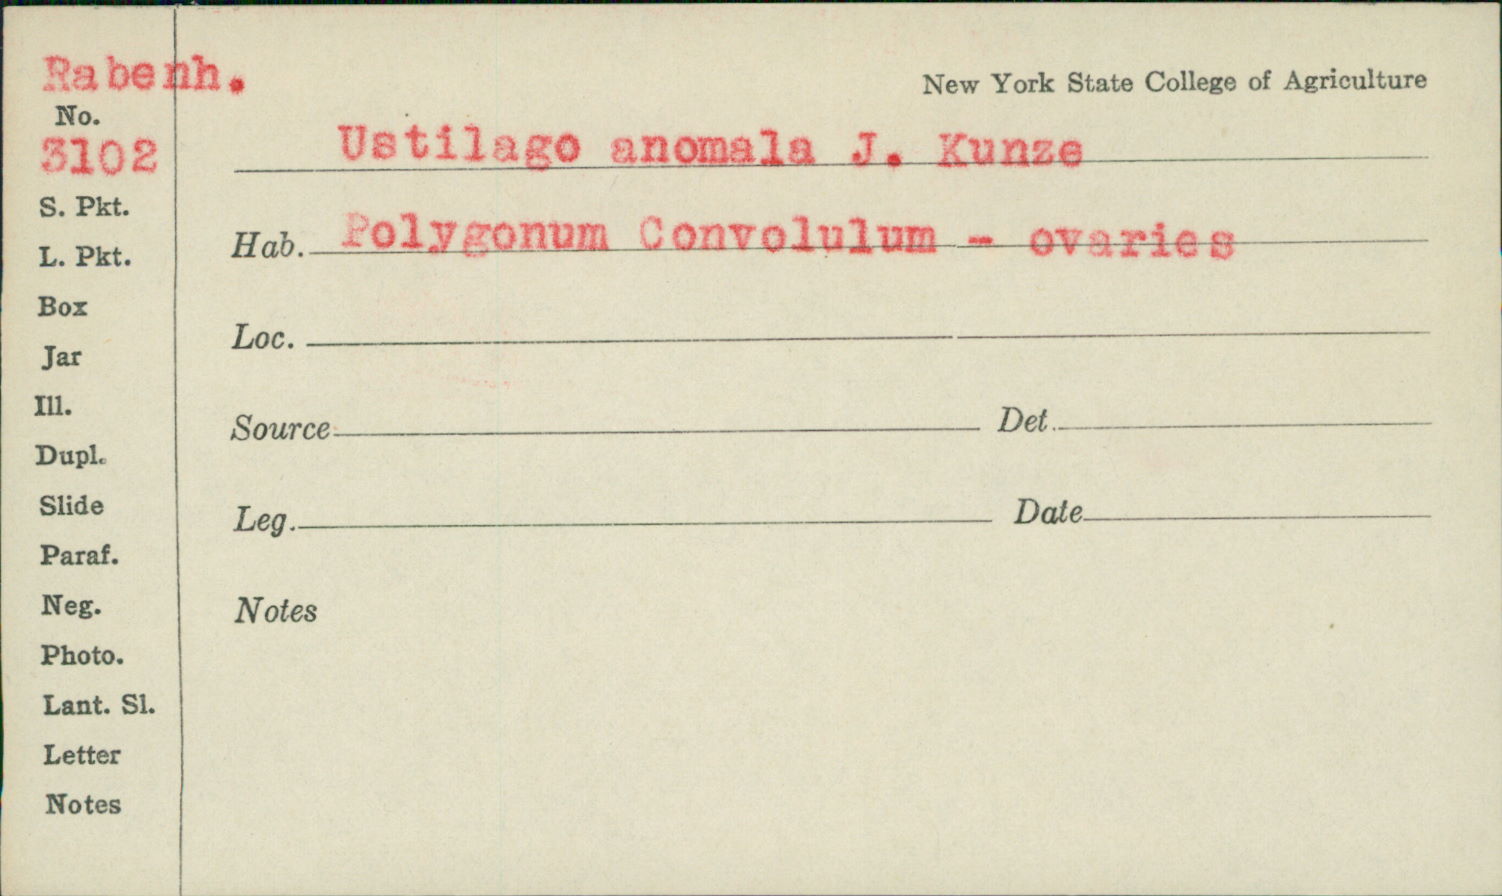 Rabenh.
New York State College of Agriculture
No.
3102
Ustilago anomala J. Kunze
S. Pkt.
Hab. Polygonum Convolulum - ovaries
L. Pkt.
Box
Loc.
Jar
Ill.
Source Det.
Dupl.
Slide
Leg. Date
Paraf.
Neg.
Notes
Photo.
Lant. Sl.
Letter
Notes